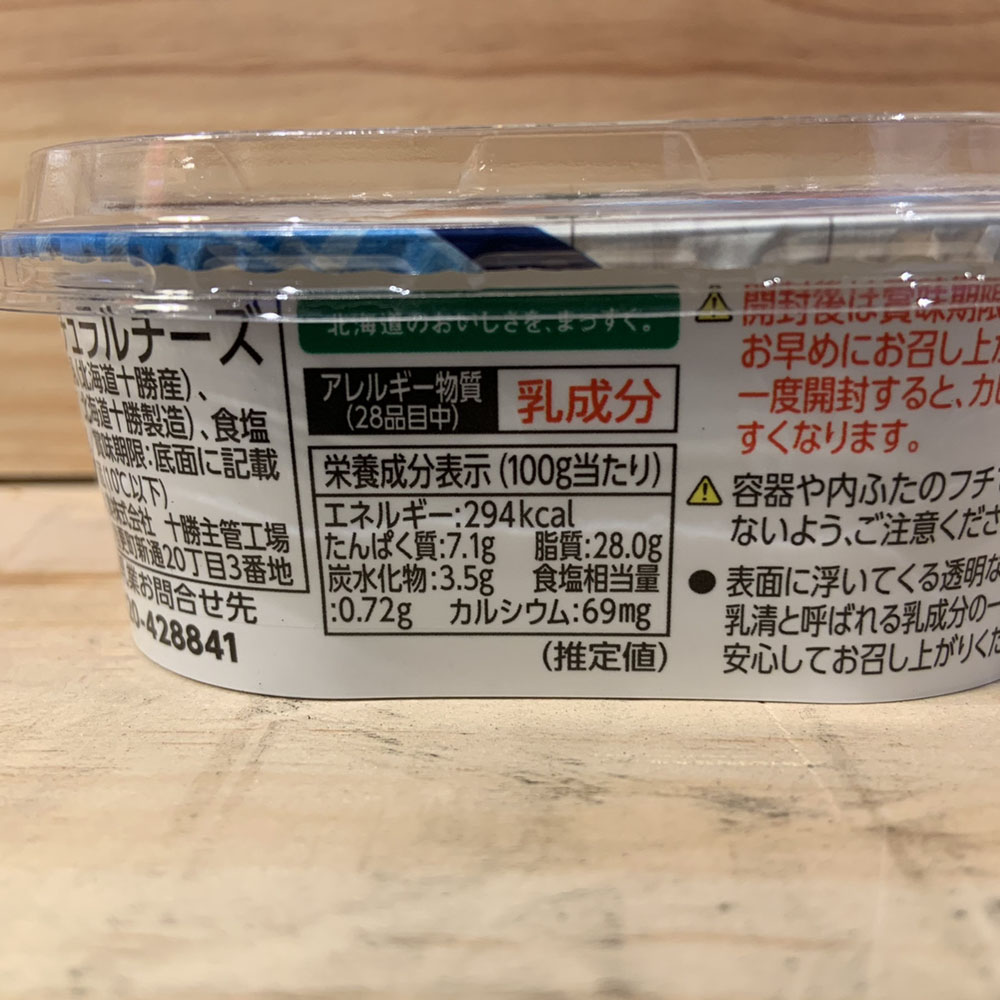 ュラルチーズ
(北海道十勝産)、
海道十勝製造)、食塩
賞味期限:底面に記載
(10℃以下)
株式会社 十勝主管工場
新通20丁目3番地
お問合せ先
0-428841
北海道のおいしさを、まっすぐ。
アレルギー物質
(28品目中)
乳成分
栄養成分表示(100g当たり)
エネルギー:294kcal
たんぱく質:7.1g 脂質:28.0g
炭水化物:3.5g 食塩相当量
:0.72g カルシウム:69mg
(推定値)
開封後は賞味期限
お早めにお召し上が
一度開封すると、カビ
すくなります。
容器や内ふたのフチ
ないよう、ご注意くださ
● 表面に浮いてくる透明な
乳清と呼ばれる乳成分の一
安心してお召し上がりくだ